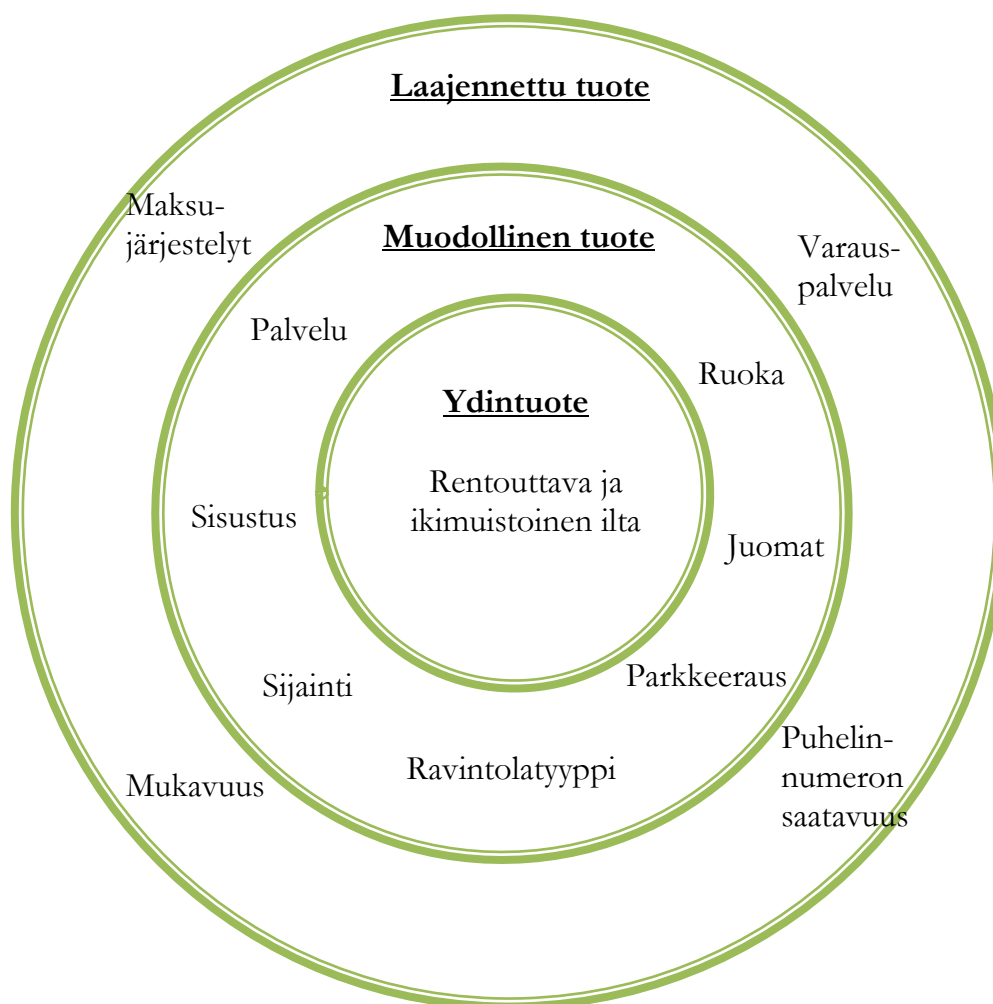 Laajennettu tuote
Maksu-
järjestelyt
Muodollinen tuote
Varaus-
palvelu
Palvelu
Ruoka
Ydintuote
Rentouttava ja
ikimuistoinen ilta
Sisustus
Juomat
Sijainti
Parkkeeraus
Ravintolatyyppi
Mukavuus
Puhelin-
numeron
saatavuus